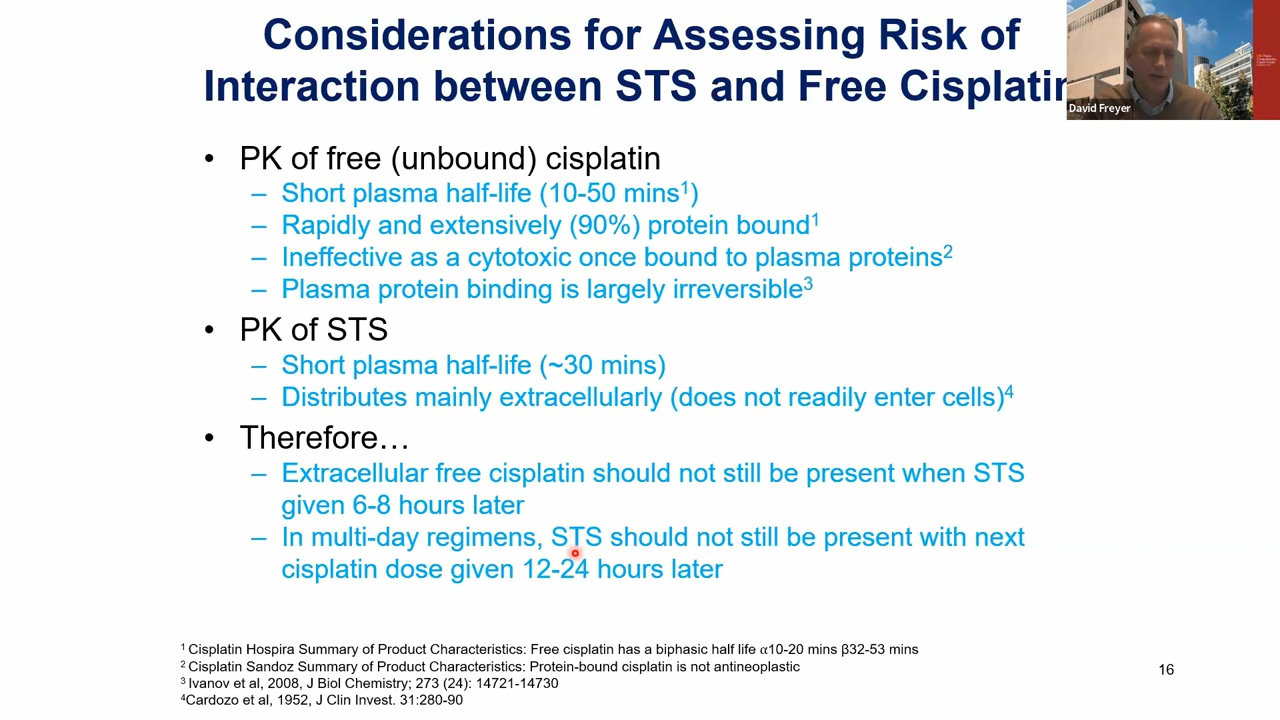 Considerations for Assessing Risk of
Interaction between STS and Free Cisplatin
David Freyer
• PK of free (unbound) cisplatin
– Short plasma half-life (10-50 mins¹)
– Rapidly and extensively (90%) protein bound¹
– Ineffective as a cytotoxic once bound to plasma proteins²
– Plasma protein binding is largely irreversible³
• PK of STS
– Short plasma half-life (~30 mins)
– Distributes mainly extracellularly (does not readily enter cells)⁴
• Therefore…
– Extracellular free cisplatin should not still be present when STS
given 6-8 hours later
– In multi-day regimens, STS should not still be present with next
cisplatin dose given 12-24 hours later
¹ Cisplatin Hospira Summary of Product Characteristics: Free cisplatin has a biphasic half life α10-20 mins β32-53 mins
² Cisplatin Sandoz Summary of Product Characteristics: Protein-bound cisplatin is not antineoplastic
³ Ivanov et al, 2008, J Biol Chemistry; 273 (24): 14721-14730
⁴Cardozo et al, 1952, J Clin Invest. 31:280-90
16